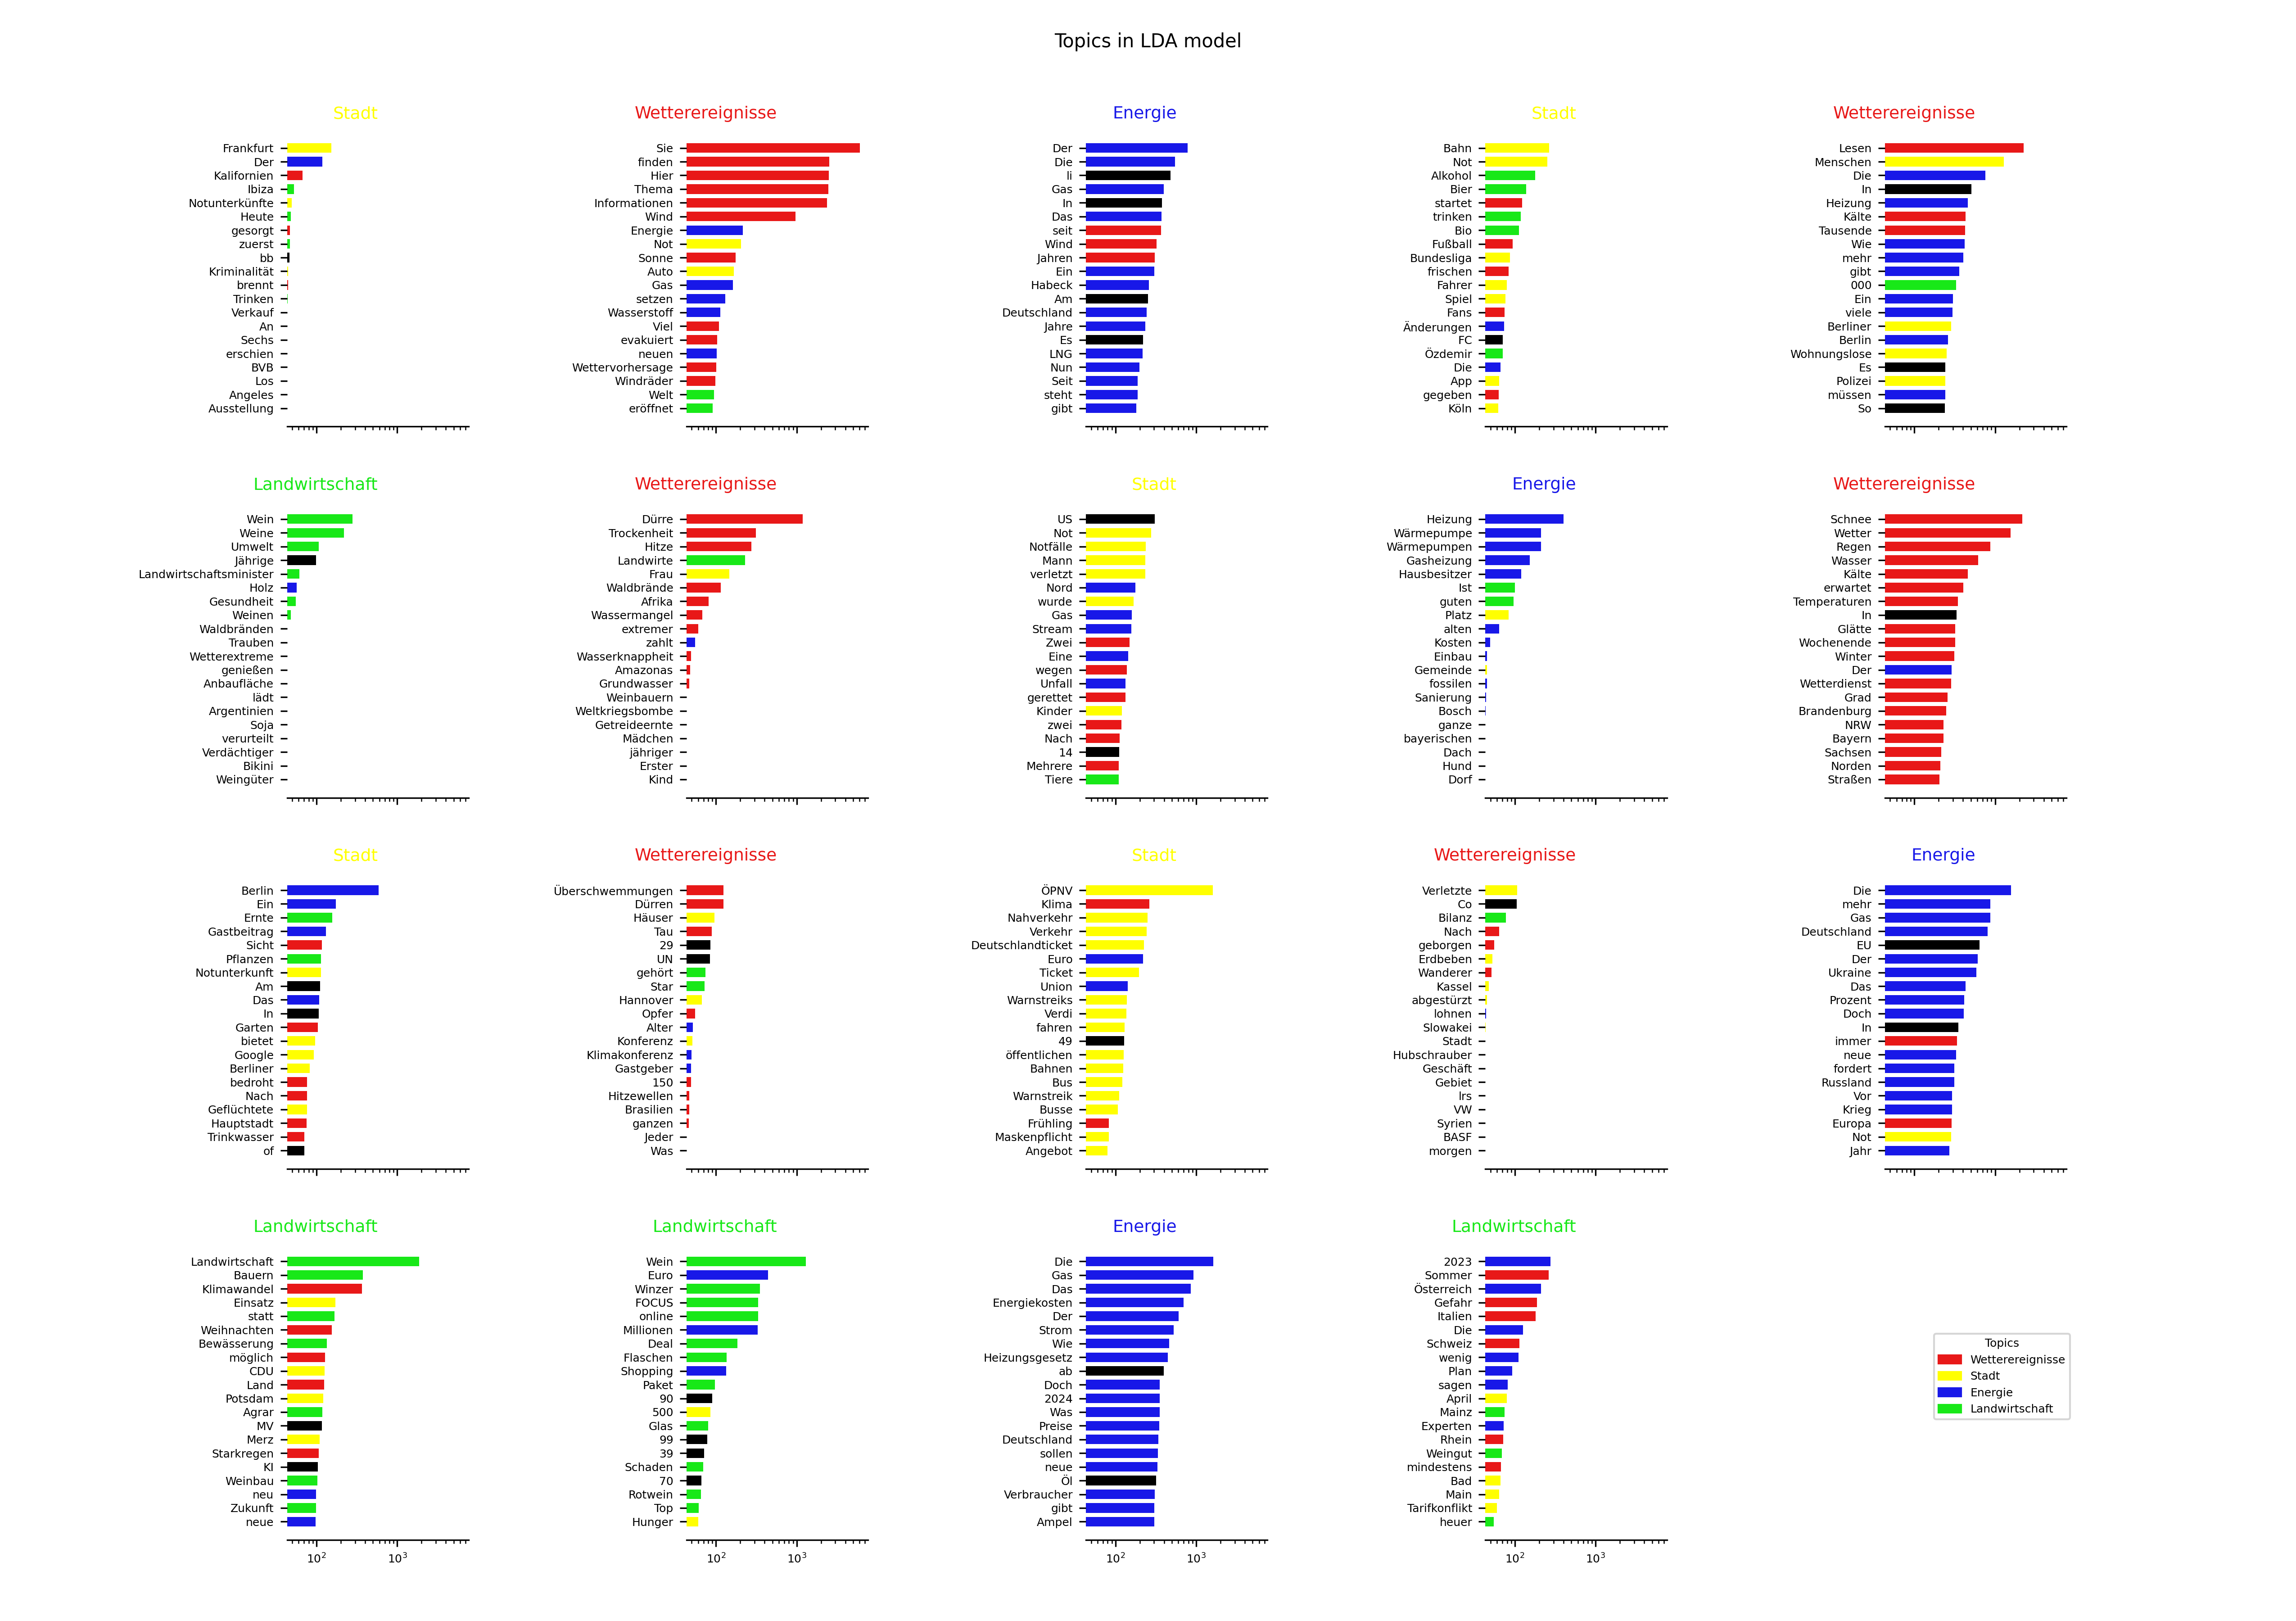 Topics in LDA model
Stadt
Frankfurt
Der
Kalifornien
Ibiza
Notunterkünfte
Heute
gesorgt
zuerst
bb
Kriminalität
brennt
Trinken
Verkauf
An
Sechs
erschien
BVB
Los
Angeles
Ausstellung
Wetterereignisse
Sie
finden
Hier
Thema
Informationen
Wind
Energie
Not
Sonne
Auto
Gas
setzen
Wasserstoff
Viel
evakuiert
neuen
Wettervorhersage
Windräder
Welt
eröffnet
Energie
Der
Die
li
Gas
In
Das
seit
Wind
Jahren
Ein
Habeck
Am
Deutschland
Jahre
Es
LNG
Nun
Seit
steht
gibt
Stadt
Bahn
Not
Alkohol
Bier
startet
trinken
Bio
Fußball
Bundesliga
frischen
Fahrer
Spiel
Fans
Änderungen
FC
Özdemir
Die
App
gegeben
Köln
Wetterereignisse
Lesen
Menschen
Die
In
Heizung
Kälte
Tausende
Wie
mehr
gibt
000
Ein
viele
Berliner
Berlin
Wohnungslose
Es
Polizei
müssen
So
Landwirtschaft
Wein
Weine
Umwelt
Jährige
Landwirtschaftsminister
Holz
Gesundheit
Weinen
Waldbränden
Trauben
Wetterextreme
genießen
Anbaufläche
lädt
Argentinien
Soja
verurteilt
Verdächtiger
Bikini
Weingüter
Wetterereignisse
Dürre
Trockenheit
Hitze
Landwirte
Frau
Waldbrände
Afrika
Wassermangel
extremer
zahlt
Wasserknappheit
Amazonas
Grundwasser
Weinbauern
Weltkriegsbombe
Getreideernte
Mädchen
jähriger
Erster
Kind
Stadt
US
Not
Notfälle
Mann
verletzt
Nord
wurde
Gas
Stream
Zwei
Eine
wegen
Unfall
gerettet
Kinder
zwei
Nach
14
Mehrere
Tiere
Energie
Heizung
Wärmepumpe
Wärmepumpen
Gasheizung
Hausbesitzer
Ist
guten
Platz
alten
Kosten
Einbau
Gemeinde
fossilen
Sanierung
Bosch
ganze
bayerischen
Dach
Hund
Dorf
Wetterereignisse
Schnee
Wetter
Regen
Wasser
Kälte
erwartet
Temperaturen
In
Glätte
Wochenende
Winter
Der
Wetterdienst
Grad
Brandenburg
NRW
Bayern
Sachsen
Norden
Straßen
Stadt
Berlin
Ein
Ernte
Gastbeitrag
Sicht
Pflanzen
Notunterkunft
Am
Das
In
Garten
bietet
Google
Berliner
bedroht
Nach
Geflüchtete
Hauptstadt
Trinkwasser
of
Wetterereignisse
Überschwemmungen
Dürren
Häuser
Tau
29
UN
gehört
Star
Hannover
Opfer
Alter
Konferenz
Klimakonferenz
Gastgeber
150
Hitzewellen
Brasilien
ganzen
Jeder
Was
Stadt
ÖPNV
Klima
Nahverkehr
Verkehr
Deutschlandticket
Euro
Ticket
Union
Warnstreiks
Verdi
fahren
49
öffentlichen
Bahnen
Bus
Warnstreik
Busse
Frühling
Maskenpflicht
Angebot
Wetterereignisse
Verletzte
Co
Bilanz
Nach
geborgen
Erdbeben
Wanderer
Kassel
abgestürzt
lohnen
Slowakei
Stadt
Hubschrauber
Geschäft
Gebiet
Irs
VW
Syrien
BASF
morgen
Energie
Die
mehr
Gas
Deutschland
EU
Der
Ukraine
Das
Prozent
Doch
In
immer
neue
fordert
Russland
Vor
Krieg
Europa
Not
Jahr
Landwirtschaft
Landwirtschaft
Bauern
Klimawandel
Einsatz
statt
Weihnachten
Bewässerung
möglich
CDU
Land
Potsdam
Agrar
MV
Merz
Starkregen
KI
Weinbau
neu
Zukunft
neue
10² 10³
Landwirtschaft
Wein
Euro
Winzer
FOCUS
online
Millionen
Deal
Flaschen
Shopping
Paket
90
500
Glas
99
39
Schaden
70
Rotwein
Top
Hunger
10² 10³
Energie
Die
Gas
Das
Energiekosten
Der
Strom
Wie
Heizungsgesetz
ab
Doch
2024
Was
Preise
Deutschland
sollen
neue
Öl
Verbraucher
gibt
Ampel
10² 10³
Landwirtschaft
2023
Sommer
Österreich
Gefahr
Italien
Die
Schweiz
wenig
Plan
sagen
April
Mainz
Experten
Rhein
Weingut
mindestens
Bad
Main
Tarifkonflikt
heuer
10² 10³
Topics
Wetterereignisse
Stadt
Energie
Landwirtschaft